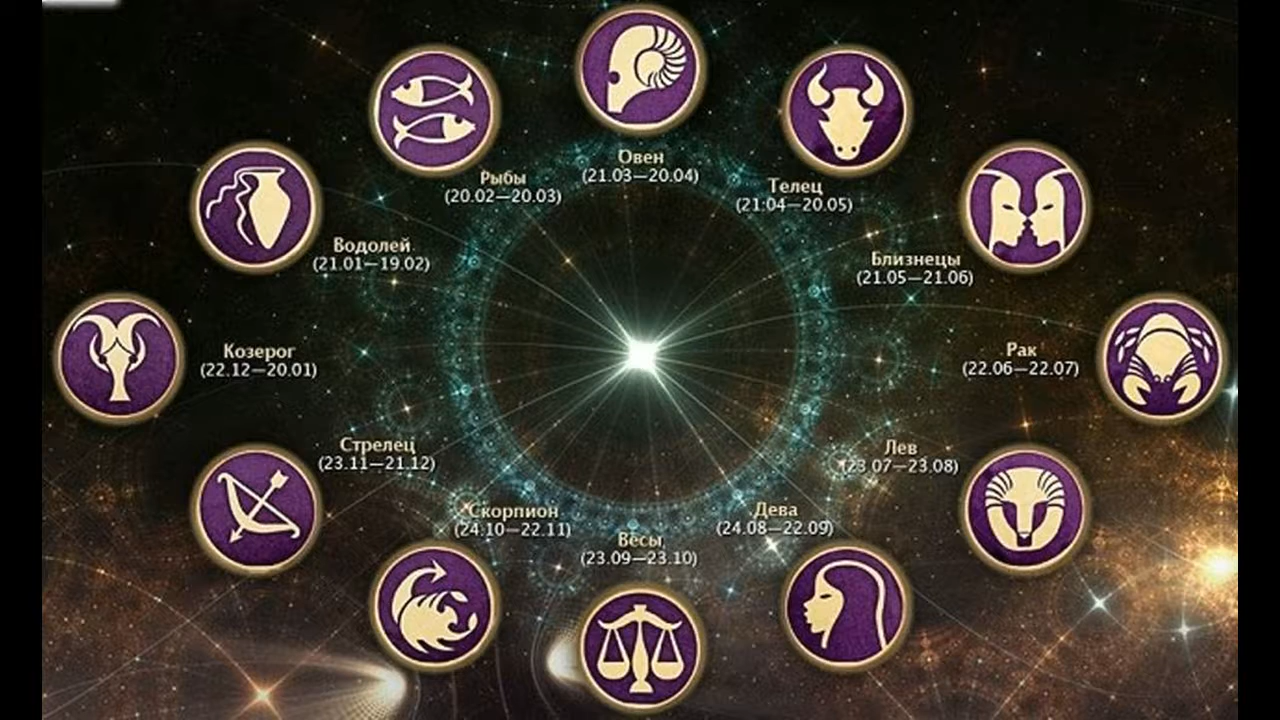 Овен
(21.03—20.04)
Телец
(21.04—20.05)
Близнецы
(21.05—21.06)
Рак
(22.06—22.07)
Лев
(23.07—23.08)
Дева
(24.08—22.09)
Весы
(23.09—23.10)
Скорпион
(24.10—22.11)
Стрелец
(23.11—21.12)
Козерог
(22.12—20.01)
Водолей
(21.01—19.02)
Рыбы
(20.02—20.03)